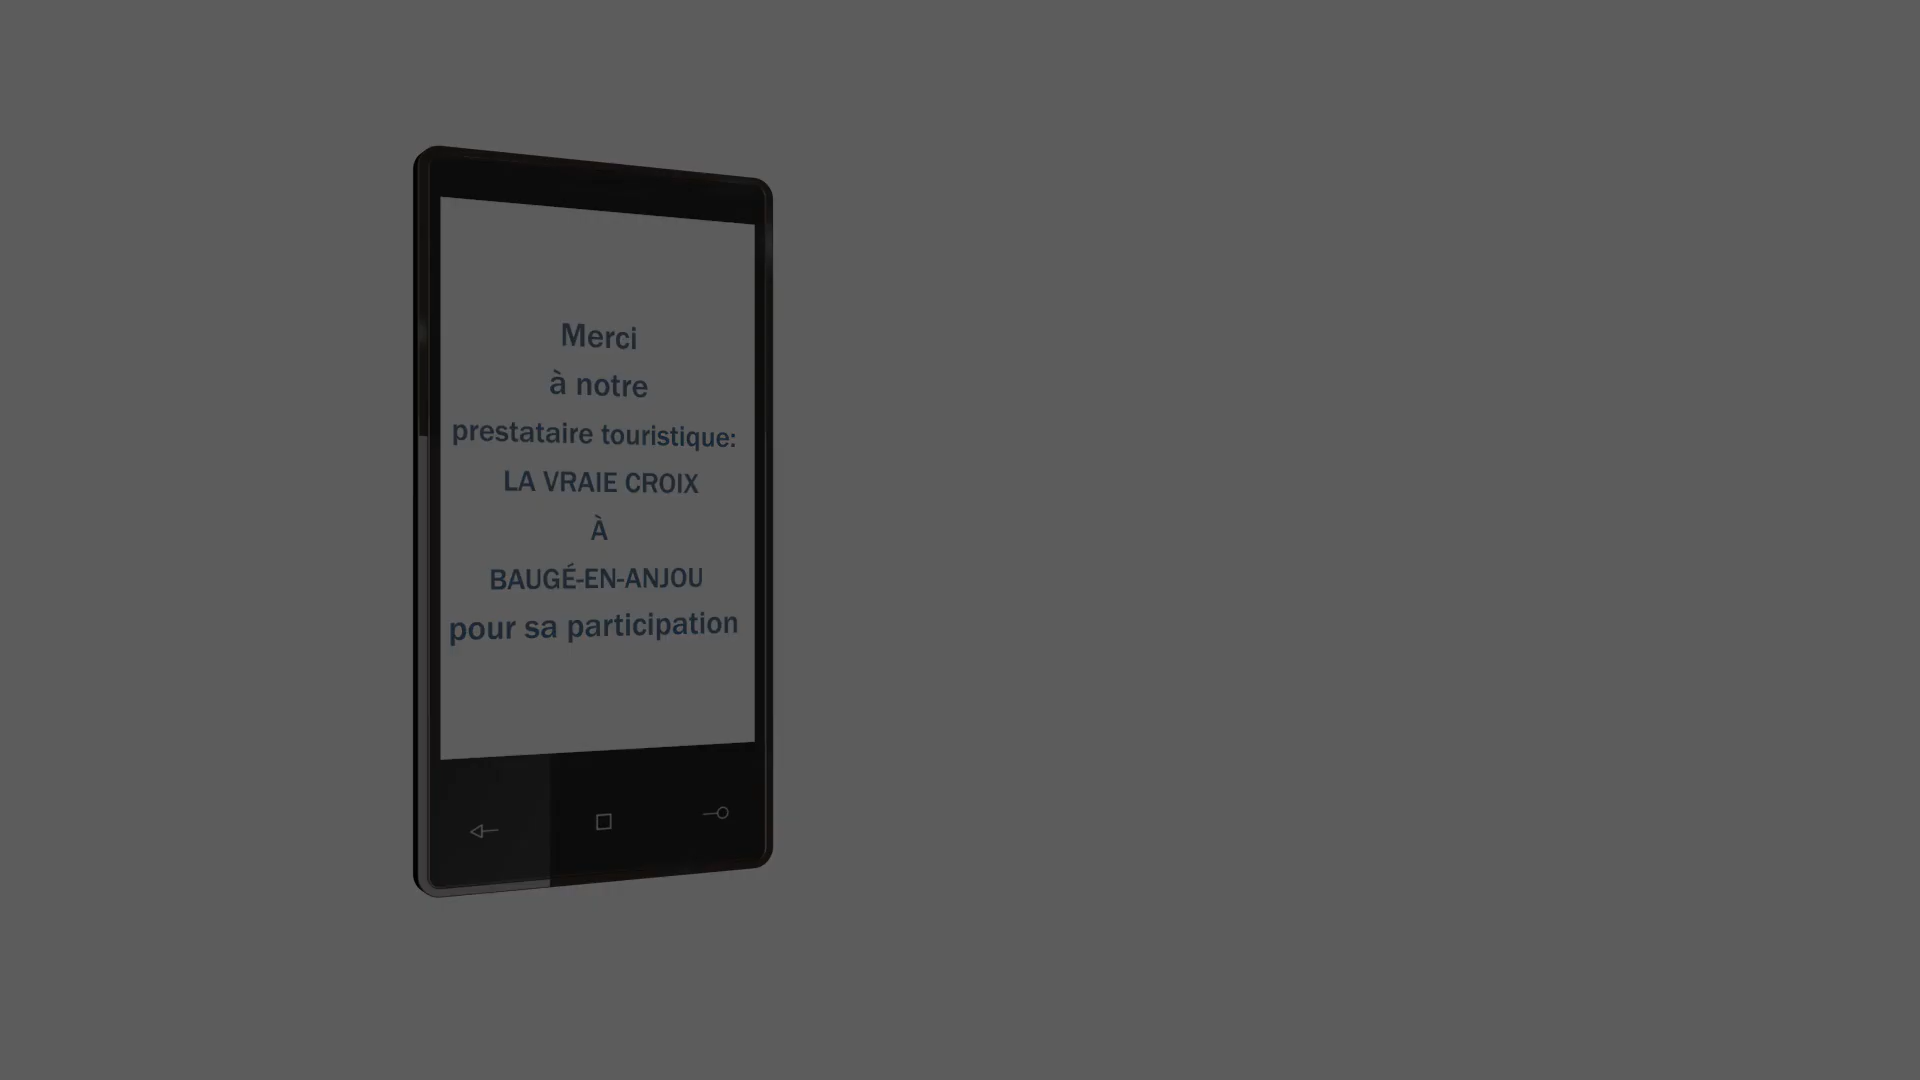 Merci
à notre
prestataire touristique:
LA VRAIE CROIX
À
BAUGÉ-EN-ANJOU
pour sa participation